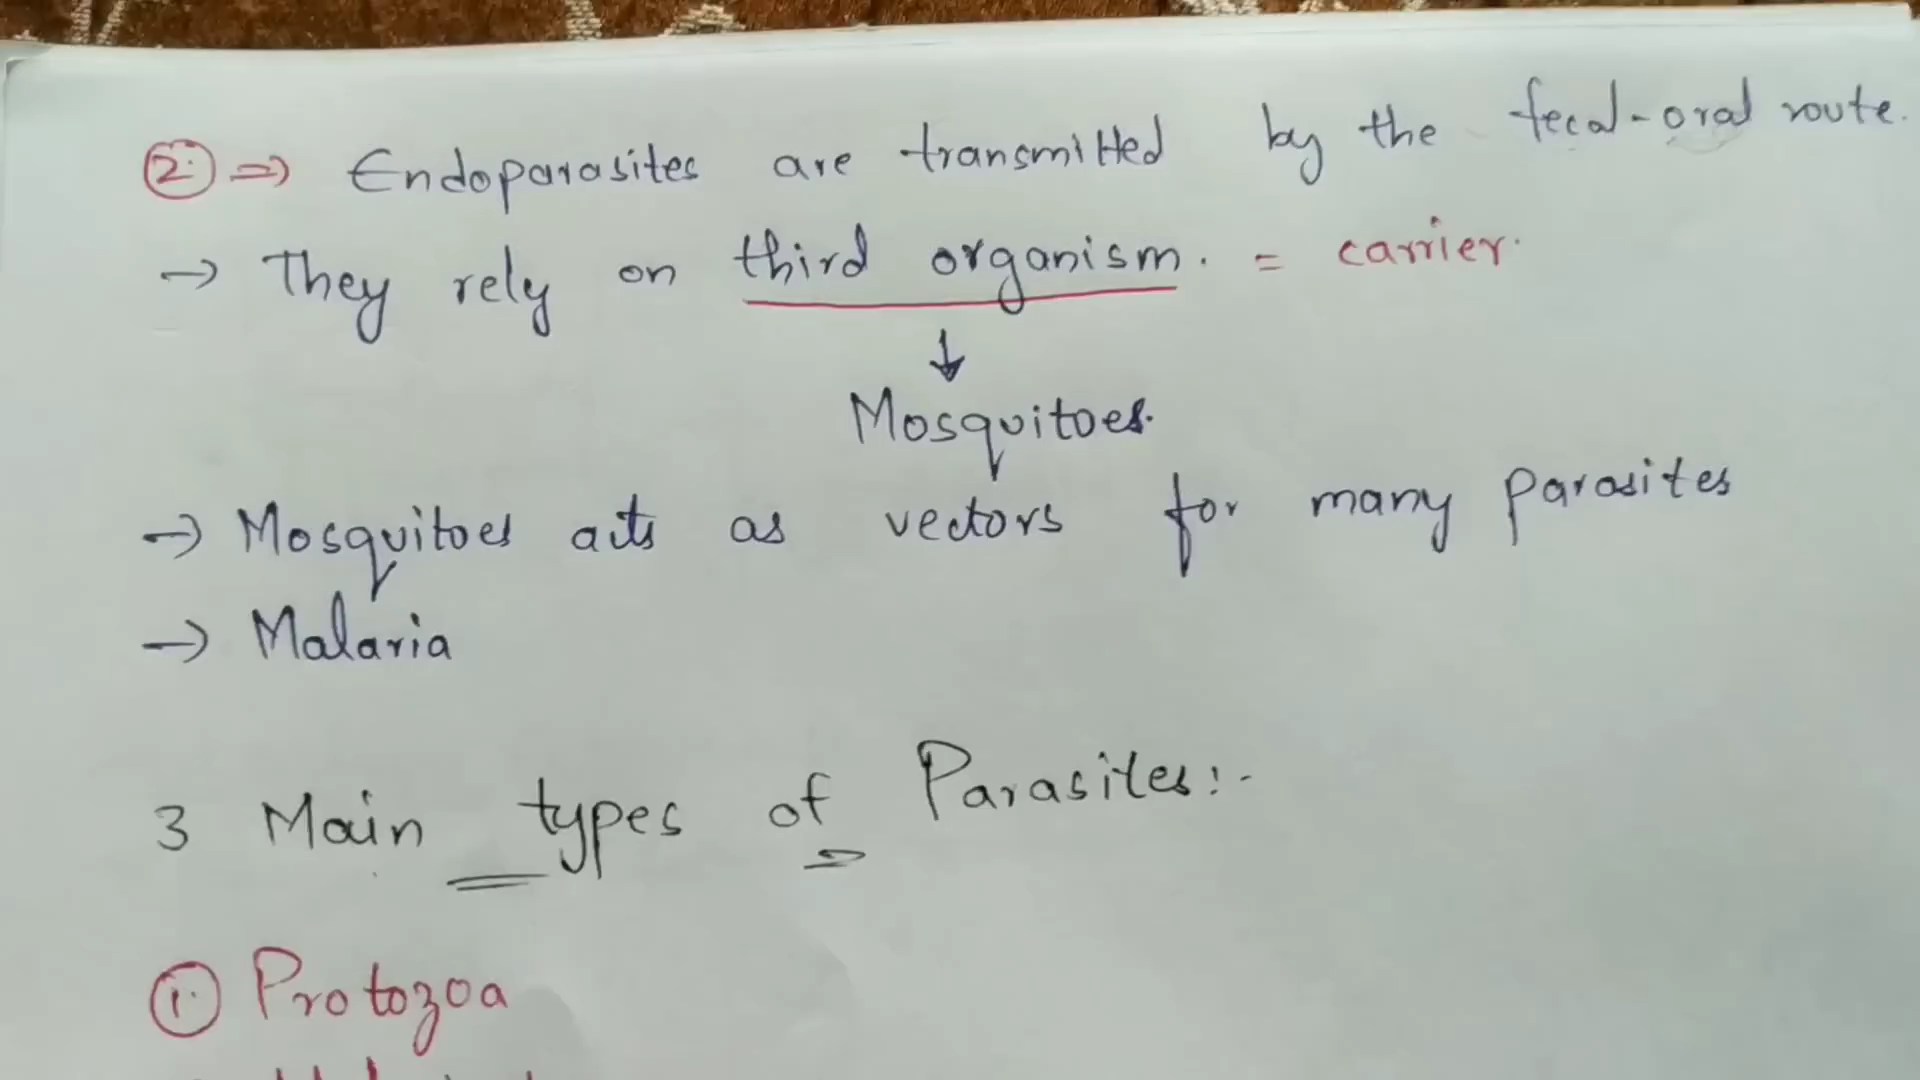 2. ⇒ Endoparasites are transmitted by the fecal-oral route.
→ They rely on third organism. = carrier.
↓
Mosquitoes.
→ Mosquitoes acts as vectors for many parasites
→ Malaria
3 Main types of Parasites:-
1. Protozoa